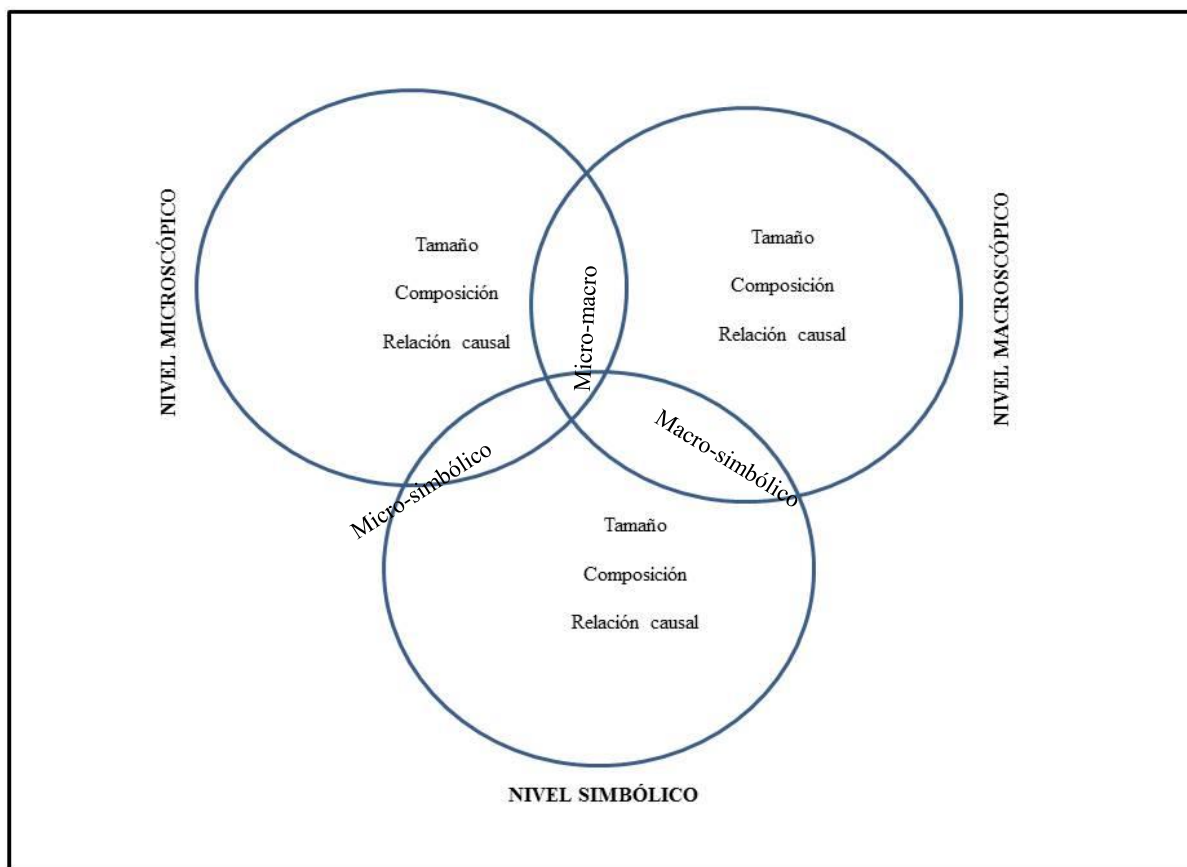 NIVEL MICROSCÓPICO
Tamaño
Composición
Relación causal
Micro-macro
Tamaño
Composición
Relación causal
NIVEL MACROSCÓPICO
Micro-simbólico
Macro-simbólico
Tamaño
Composición
Relación causal
NIVEL SIMBÓLICO